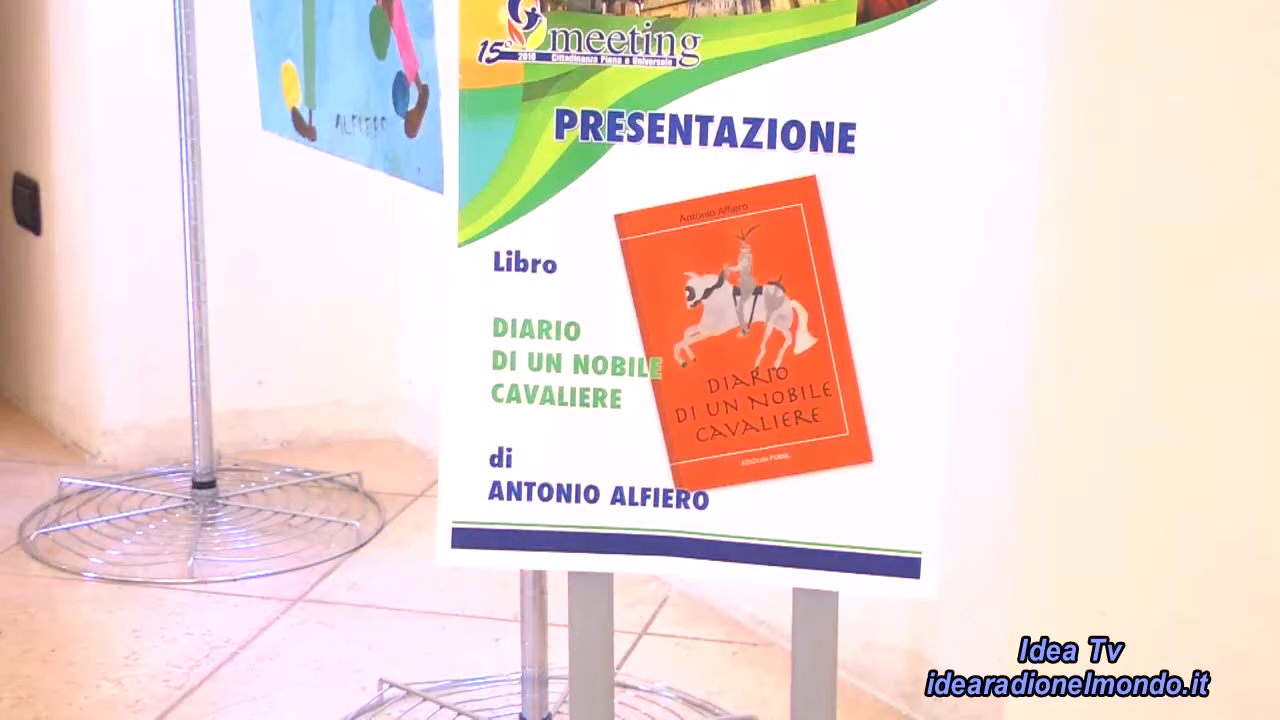 ALFIERO
15° meeting
2018 Cittadinanza Piena e Universale
PRESENTAZIONE
Antonio Alfiero
Libro
DIARIO
DI UN NOBILE
CAVALIERE
DIARIO
DI UN NOBILE
CAVALIERE
di
ANTONIO ALFIERO
Idea Tv
idearadionelmondo.it